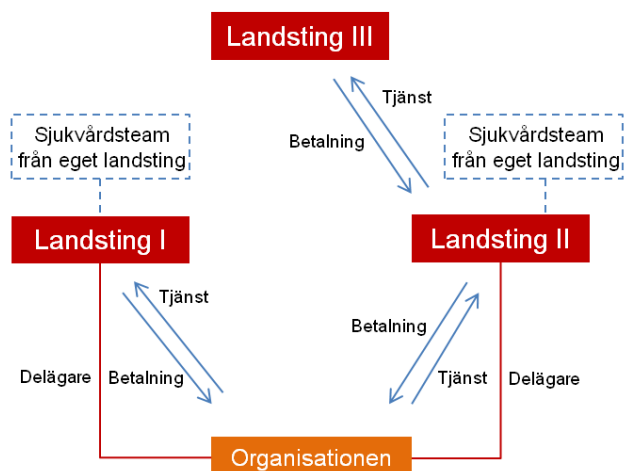 Landsting III
Tjänst
Betalning
Sjukvårdsteam
från eget landsting
Sjukvårdsteam
från eget landsting
Landsting I
Landsting II
Tjänst
Betalning
Delägare
Betalning
Tjänst
Delägare
Organisationen